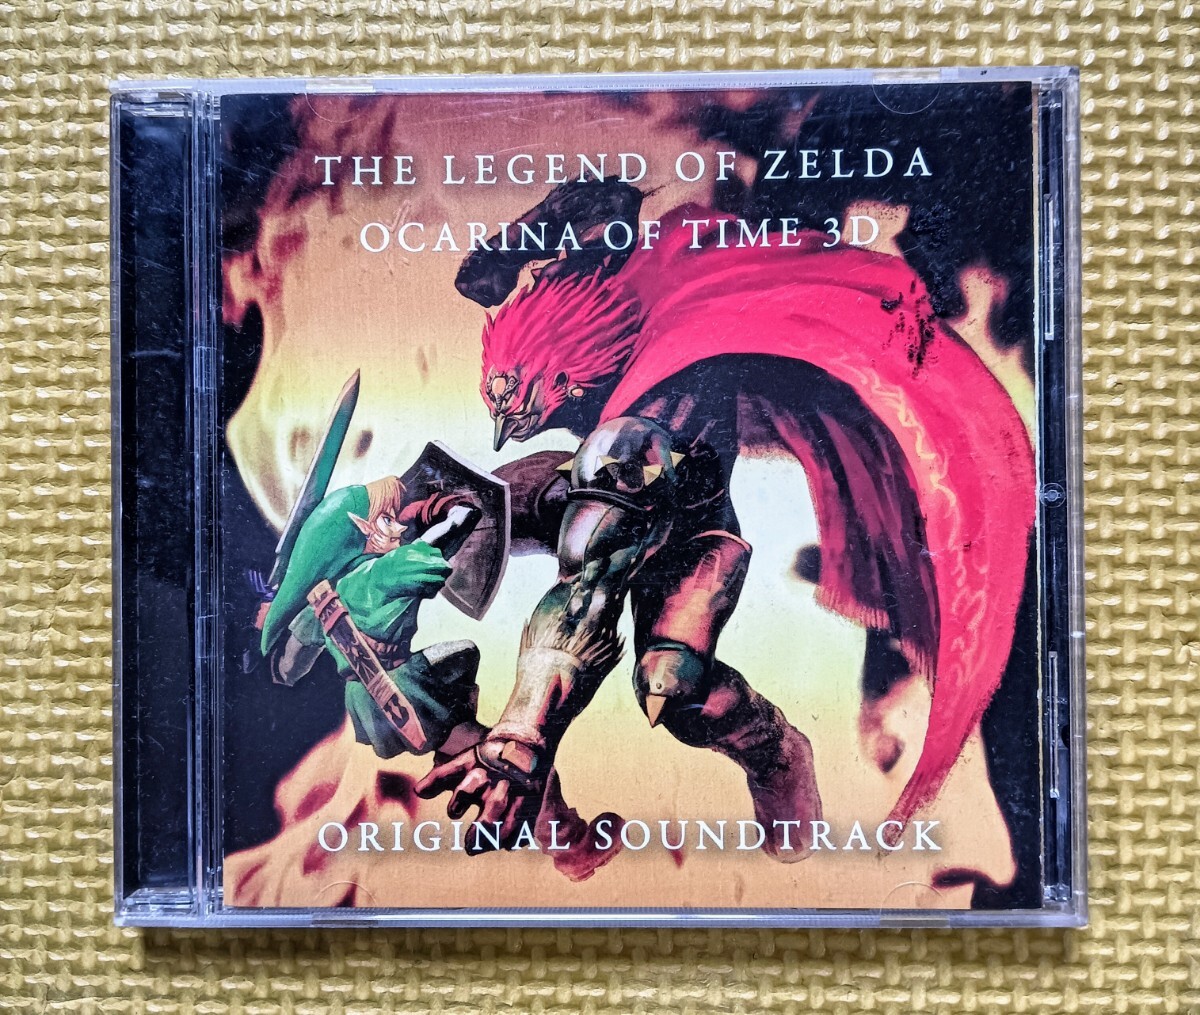 THE LEGEND OF ZELDA
OCARINA OF TIME 3D
ORIGINAL SOUNDTRACK